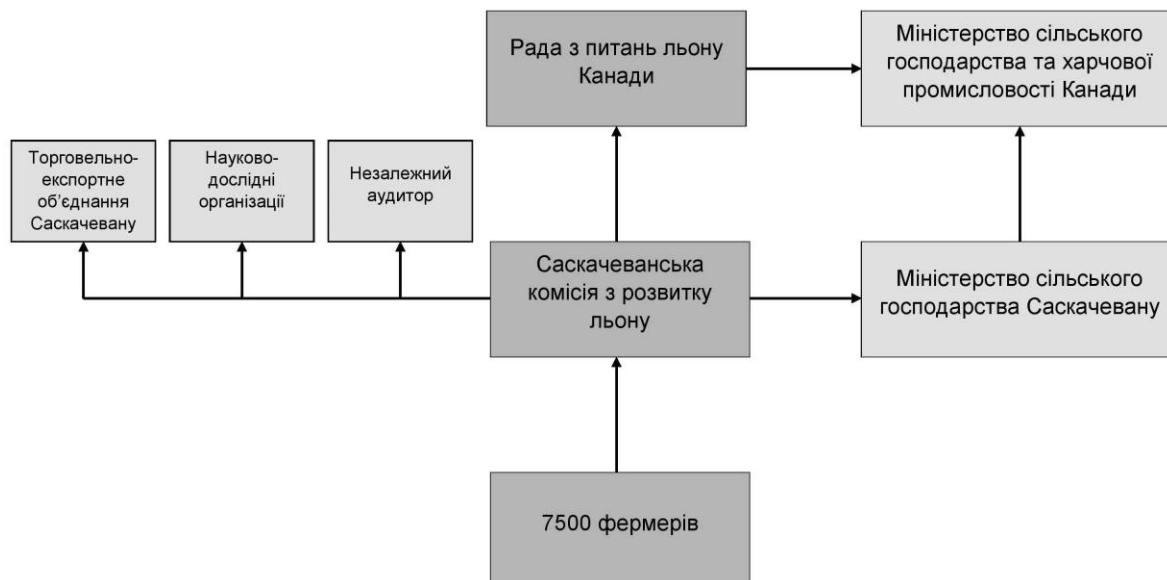 Рада з питань льону
Канади
Міністерство сільського
господарства та харчової
промисловості Канади
Торговельно-
експортне
об’єднання
Саскачевану
Науково-
дослідні
організації
Незалежний
аудитор
Саскачеванська
комісія з розвитку
льону
Міністерство сільського
господарства Саскачевану
7500 фермерів